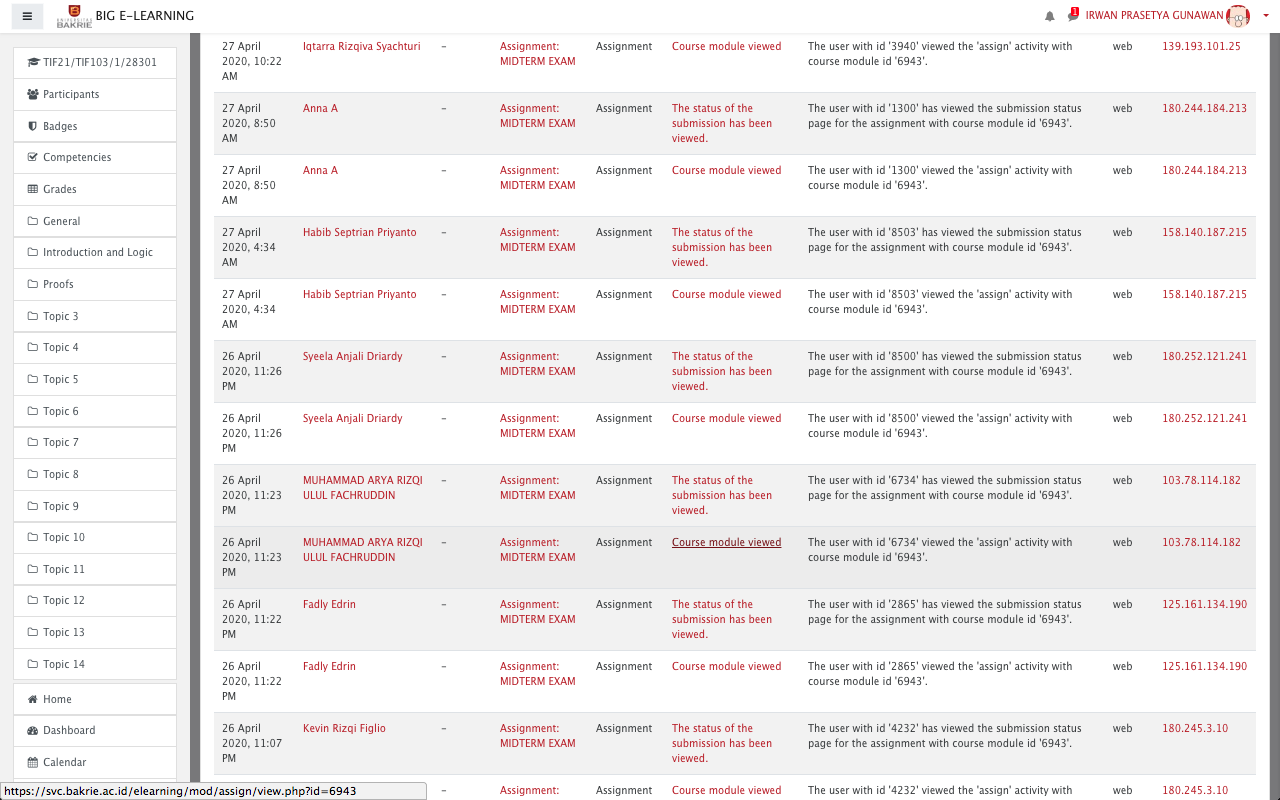 UNIVERSITAS
BAKRIE
BIG E-LEARNING
1
IRWAN PRASETYA GUNAWAN
TIF21/TIF103/1/28301
Participants
Badges
Competencies
Grades
General
Introduction and Logic
Proofs
Topic 3
Topic 4
Topic 5
Topic 6
Topic 7
Topic 8
Topic 9
Topic 10
Topic 11
Topic 12
Topic 13
Topic 14
Home
Dashboard
Calendar
27 April Iqtarra Rizqiva Syachturi – Assignment: Assignment Course module viewed The user with id '3940' viewed the 'assign' activity with web 139.193.101.25
2020, 10:22 MIDTERM EXAM course module id '6943'.
AM
27 April Anna A – Assignment: Assignment The status of the The user with id '1300' has viewed the submission status web 180.244.184.213
2020, 8:50 MIDTERM EXAM submission has been page for the assignment with course module id '6943'.
AM viewed.
27 April Anna A – Assignment: Assignment Course module viewed The user with id '1300' viewed the 'assign' activity with web 180.244.184.213
2020, 8:50 MIDTERM EXAM course module id '6943'.
AM
27 April Habib Septrian Priyanto – Assignment: Assignment The status of the The user with id '8503' has viewed the submission status web 158.140.187.215
2020, 4:34 MIDTERM EXAM submission has been page for the assignment with course module id '6943'.
AM viewed.
27 April Habib Septrian Priyanto – Assignment: Assignment Course module viewed The user with id '8503' viewed the 'assign' activity with web 158.140.187.215
2020, 4:34 MIDTERM EXAM course module id '6943'.
AM
26 April Syeela Anjali Driardy – Assignment: Assignment The status of the The user with id '8500' has viewed the submission status web 180.252.121.241
2020, 11:26 MIDTERM EXAM submission has been page for the assignment with course module id '6943'.
PM viewed.
26 April Syeela Anjali Driardy – Assignment: Assignment Course module viewed The user with id '8500' viewed the 'assign' activity with web 180.252.121.241
2020, 11:26 MIDTERM EXAM course module id '6943'.
PM
26 April MUHAMMAD ARYA RIZQI – Assignment: Assignment The status of the The user with id '6734' has viewed the submission status web 103.78.114.182
2020, 11:23 ULUL FACHRUDDIN MIDTERM EXAM submission has been page for the assignment with course module id '6943'.
PM viewed.
26 April MUHAMMAD ARYA RIZQI – Assignment: Assignment Course module viewed The user with id '6734' viewed the 'assign' activity with web 103.78.114.182
2020, 11:23 ULUL FACHRUDDIN MIDTERM EXAM course module id '6943'.
PM
26 April Fadly Edrin – Assignment: Assignment The status of the The user with id '2865' has viewed the submission status web 125.161.134.190
2020, 11:22 MIDTERM EXAM submission has been page for the assignment with course module id '6943'.
PM viewed.
26 April Fadly Edrin – Assignment: Assignment Course module viewed The user with id '2865' viewed the 'assign' activity with web 125.161.134.190
2020, 11:22 MIDTERM EXAM course module id '6943'.
PM
26 April Kevin Rizqi Figlio – Assignment: Assignment The status of the The user with id '4232' has viewed the submission status web 180.245.3.10
2020, 11:07 MIDTERM EXAM submission has been page for the assignment with course module id '6943'.
PM viewed.
– Assignment: Assignment Course module viewed The user with id '4232' viewed the 'assign' activity with web 180.245.3.10
https://svc.bakrie.ac.id/elearning/mod/assign/view.php?id=6943